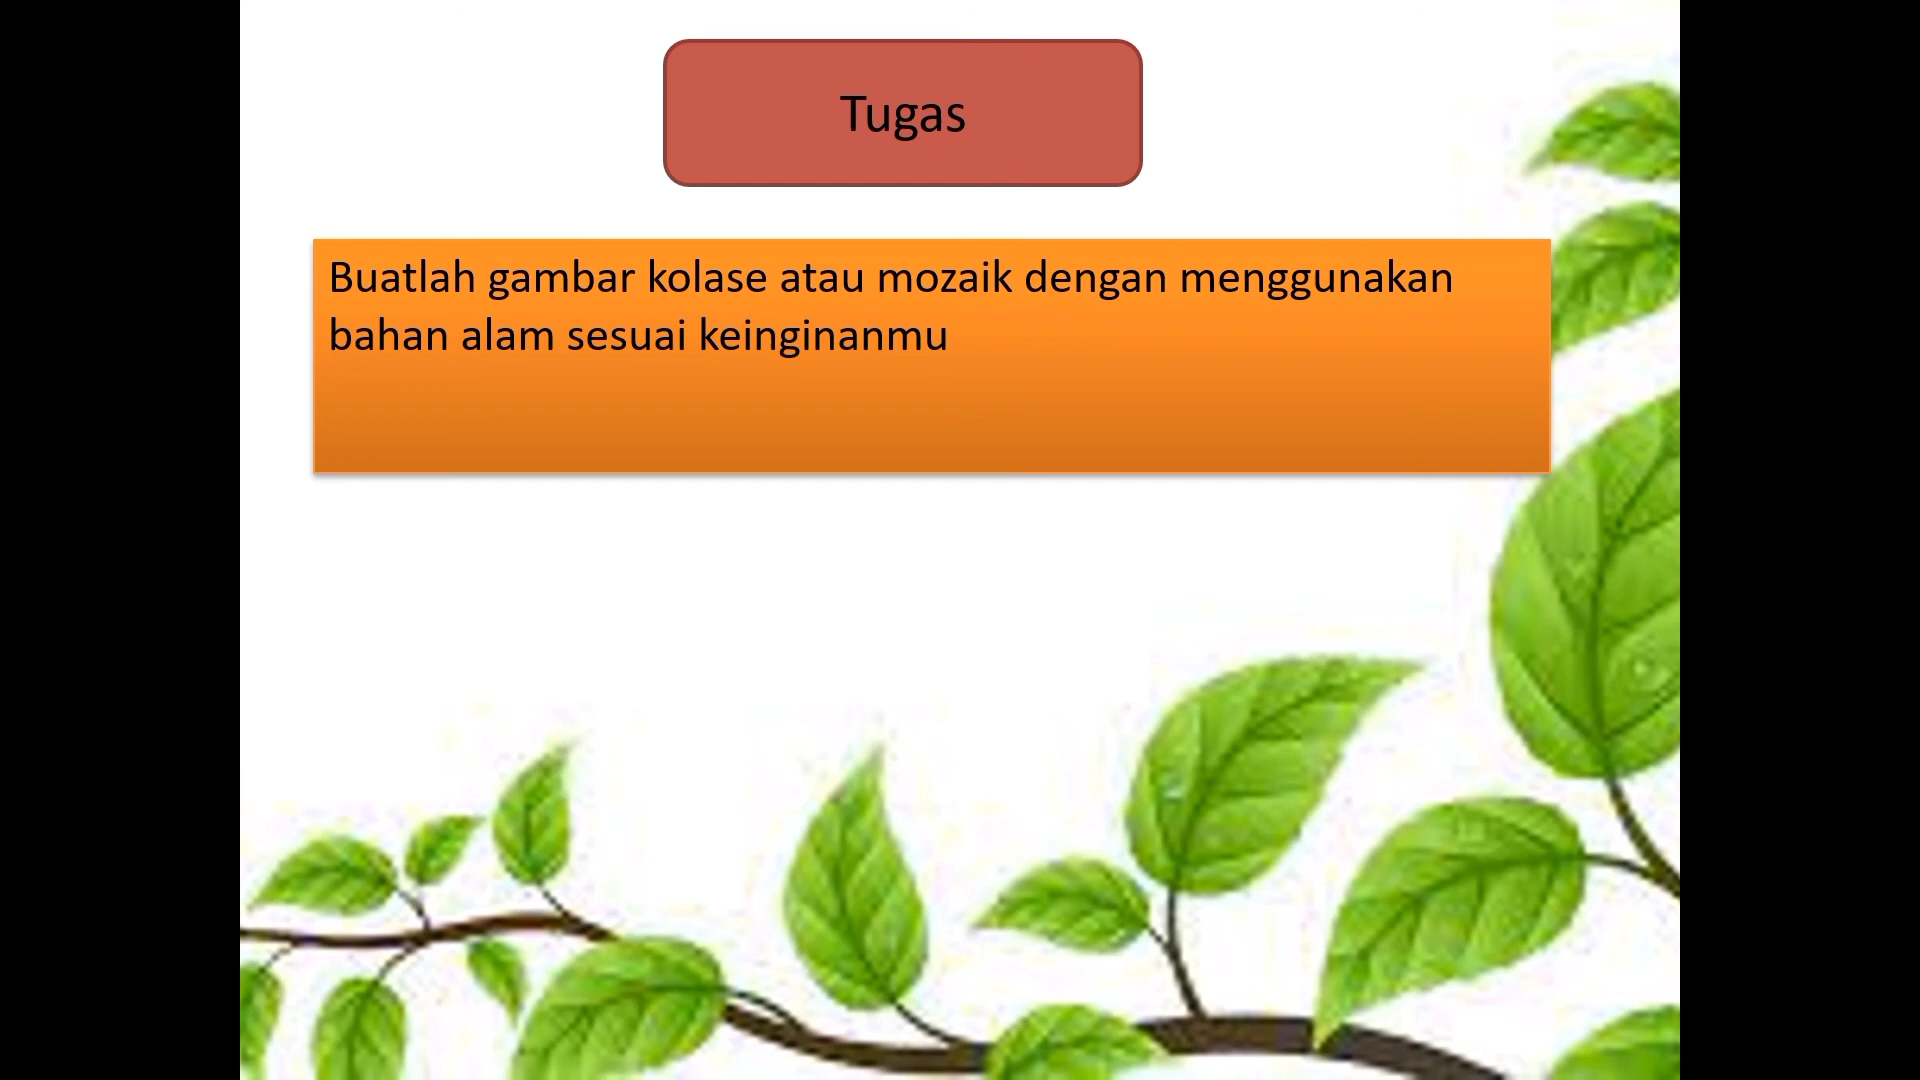 Tugas
Buatlah gambar kolase atau mozaik dengan menggunakan
bahan alam sesuai keinginanmu